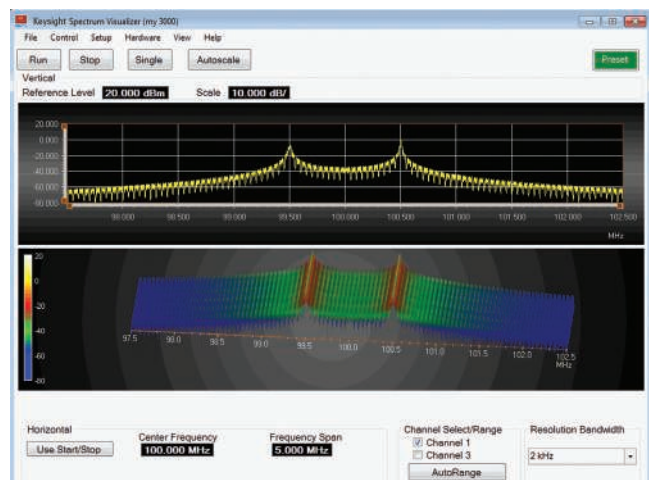 Keysight Spectrum Visualizer (my 3000)
File Control Setup Hardware View Help
Run Stop Single Autoscale Preset
Vertical
Reference Level 20.000 dBm Scale 10.000 dB/
20.000
0.000
-20.000
-40.000
-60.000
-80.000
98.000 98.500 99.000 99.500 100.000 100.500 101.000 101.500 102.000 102.500
MHz
20
0
-20
-40
-60
-80
97.5 98.0 98.5 99.0 99.5 100.0 100.5 101.0 101.5 102.0 102.5
MHz
Horizontal
Use Start/Stop
Center Frequency
100.000 MHz
Frequency Span
5.000 MHz
Channel Select/Range
Channel 1
Channel 3
AutoRange
Resolution Bandwidth
2 kHz